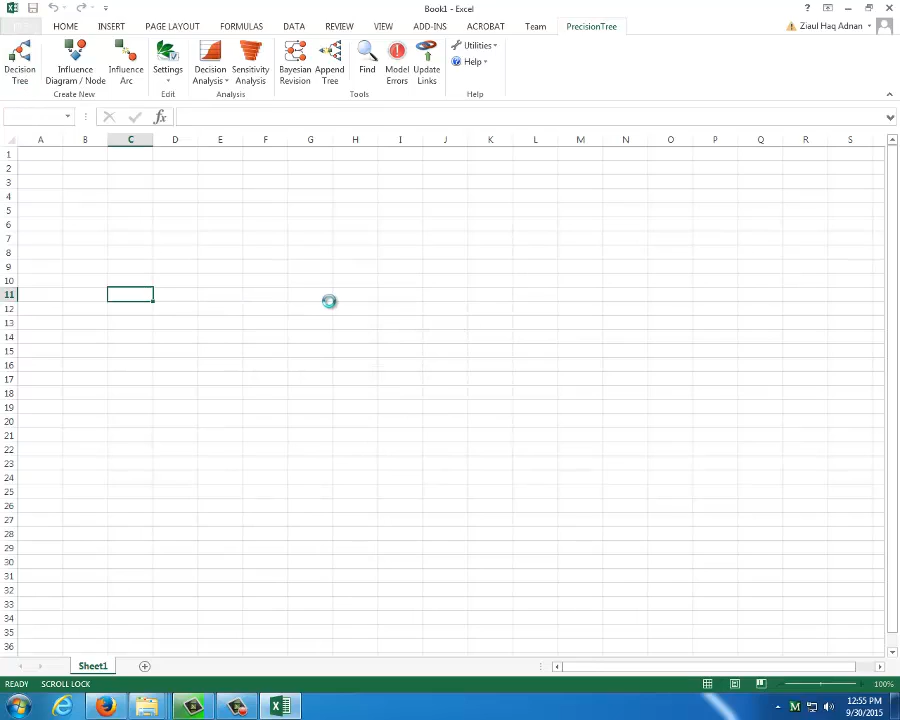 Book1 - Excel
?
HOME INSERT PAGE LAYOUT FORMULAS DATA REVIEW VIEW ADD-INS ACROBAT Team PrecisionTree Ziaul Haq Adnan
Decision Tree
Influence Diagram / Node
Influence Arc
Settings
Decision Analysis
Sensitivity Analysis
Bayesian Revision
Append Tree
Find
Model Errors
Update Links
Utilities
Help
Create New Edit Analysis Tools Help
fx
A B C D E F G H I J K L M N O P Q R S
1
2
3
4
5
6
7
8
9
10
11
12
13
14
15
16
17
18
19
20
21
22
23
24
25
26
27
28
29
30
31
32
33
34
35
36
Sheet1
READY SCROLL LOCK 100%
12:55 PM
9/30/2015